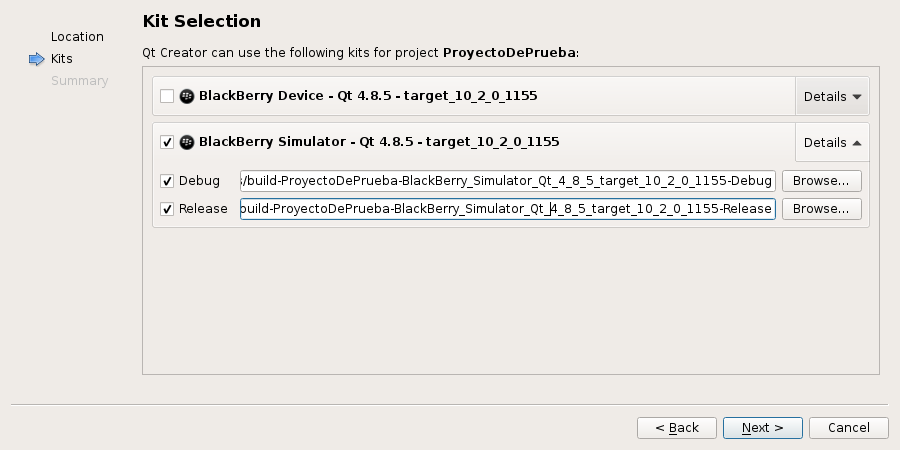 Kit Selection
Location
Kits
Summary
Qt Creator can use the following kits for project ProyectoDePrueba:
BlackBerry Device - Qt 4.8.5 - target_10_2_0_1155
Details
BlackBerry Simulator - Qt 4.8.5 - target_10_2_0_1155
Details
Debug /build-ProyectoDePrueba-BlackBerry_Simulator_Qt_4_8_5_target_10_2_0_1155-Debug Browse...
Release build-ProyectoDePrueba-BlackBerry_Simulator_Qt_4_8_5_target_10_2_0_1155-Release Browse...
< Back Next > Cancel